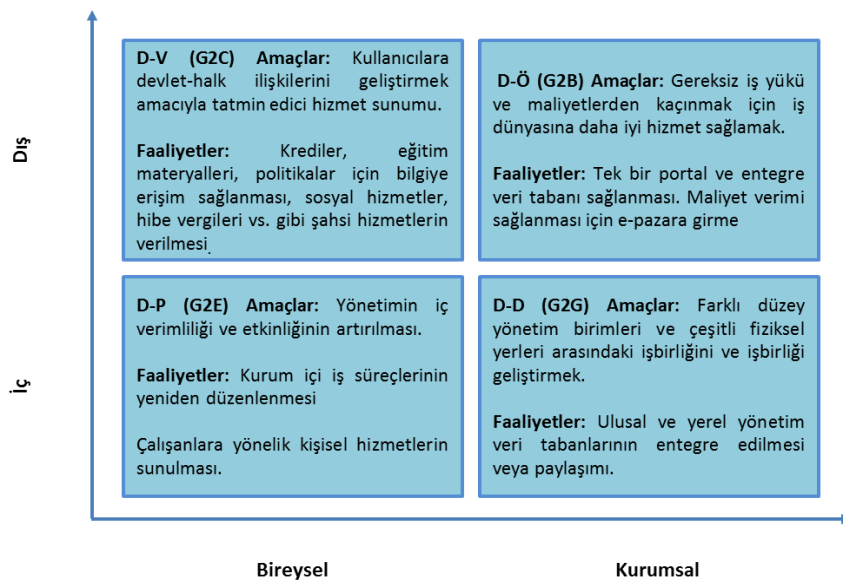 Dış
D-V (G2C) Amaçlar: Kullanıcılara
devlet-halk ilişkilerini geliştirmek
amacıyla tatmin edici hizmet sunumu.
Faaliyetler: Krediler, eğitim
materyalleri, politikalar için bilgiye
erişim sağlanması, sosyal hizmetler,
hibe vergileri vs. gibi şahsi hizmetlerin
verilmesi.
D-Ö (G2B) Amaçlar: Gereksiz iş yükü
ve maliyetlerden kaçınmak için iş
dünyasına daha iyi hizmet sağlamak.
Faaliyetler: Tek bir portal ve entegre
veri tabanı sağlanması. Maliyet verimi
sağlanması için e-pazara girme
İç
D-P (G2E) Amaçlar: Yönetimin iç
verimliliği ve etkinliğinin artırılması.
Faaliyetler: Kurum içi iş süreçlerinin
yeniden düzenlenmesi
Çalışanlara yönelik kişisel hizmetlerin
sunulması.
D-D (G2G) Amaçlar: Farklı düzey
yönetim birimleri ve çeşitli fiziksel
yerleri arasındaki işbirliğini ve işbirliği
geliştirmek.
Faaliyetler: Ulusal ve yerel yönetim
veri tabanlarının entegre edilmesi
veya paylaşımı.
Bireysel
Kurumsal